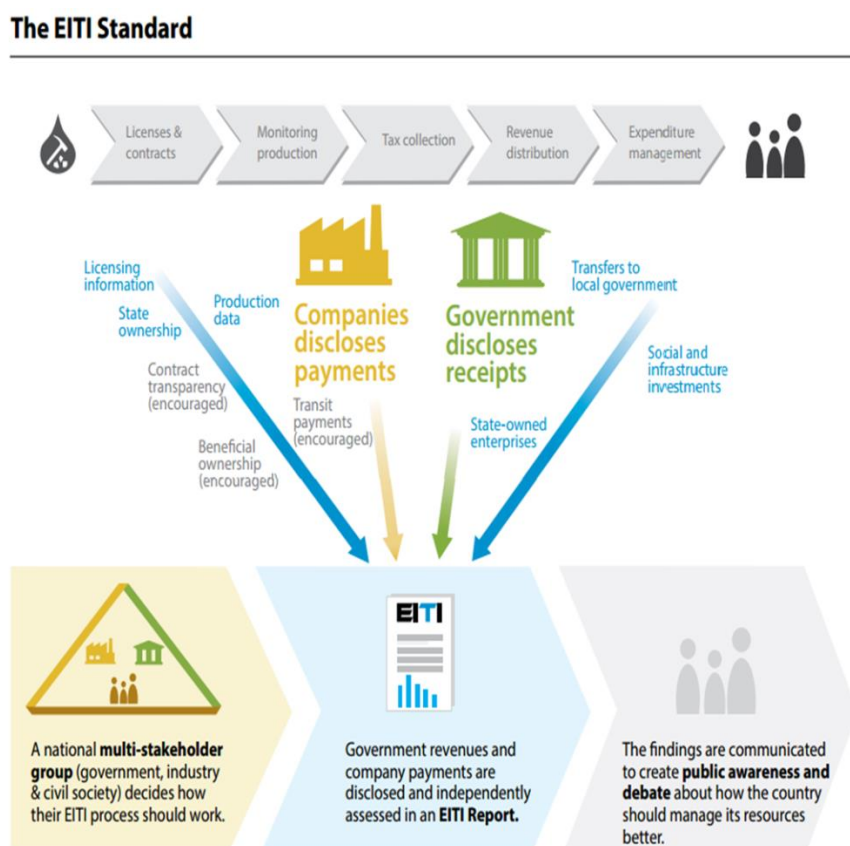 The EITI Standard
Licenses &
contracts
Monitoring
production
Tax collection
Revenue
distribution
Expenditure
management
Licensing
information
State
ownership
Production
data
Contract
transparency
(encouraged)
Beneficial
ownership
(encouraged)
Companies
discloses
payments
Transit
payments
(encouraged)
Government
discloses
receipts
State-owned
enterprises
Transfers to
local government
Social and
infrastructure
investments
A national multi-stakeholder
group (government, industry
& civil society) decides how
their EITI process should work.
EITI
Government revenues and
company payments are
disclosed and independently
assessed in an EITI Report.
The findings are communicated
to create public awareness and
debate about how the country
should manage its resources
better.